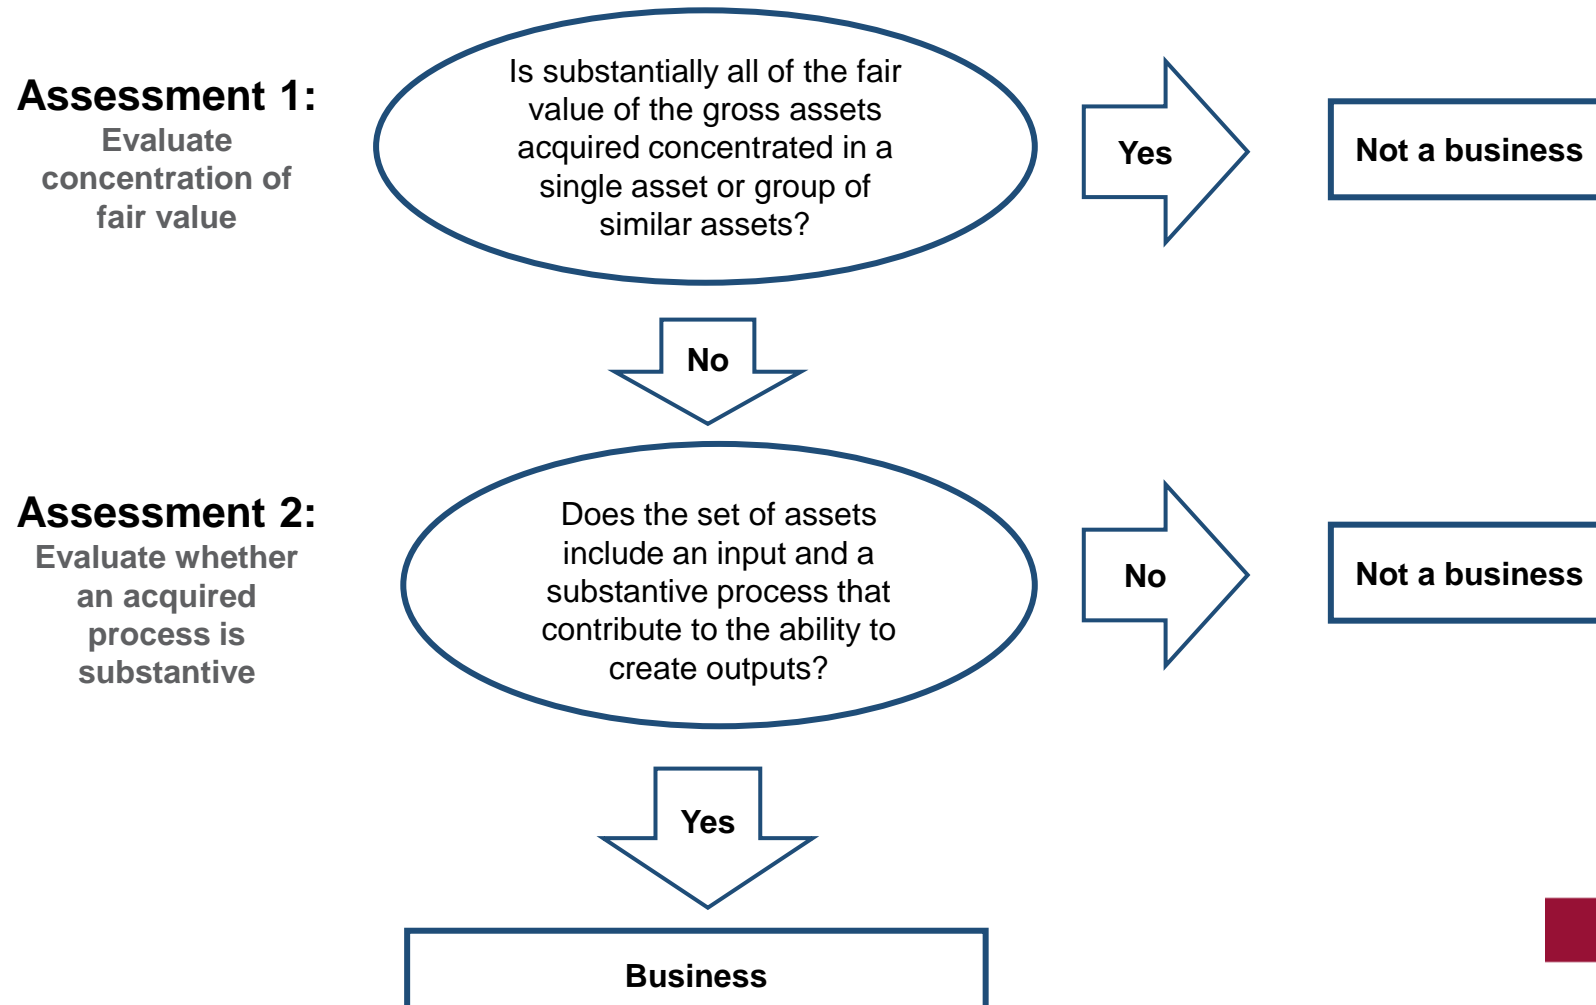 Assessment 1:
Evaluate
concentration of
fair value
Is substantially all of the fair
value of the gross assets
acquired concentrated in a
single asset or group of
similar assets?
Yes
Not a business
No
Assessment 2:
Evaluate whether
an acquired
process is
substantive
Does the set of assets
include an input and a
substantive process that
contribute to the ability to
create outputs?
No
Not a business
Yes
Business